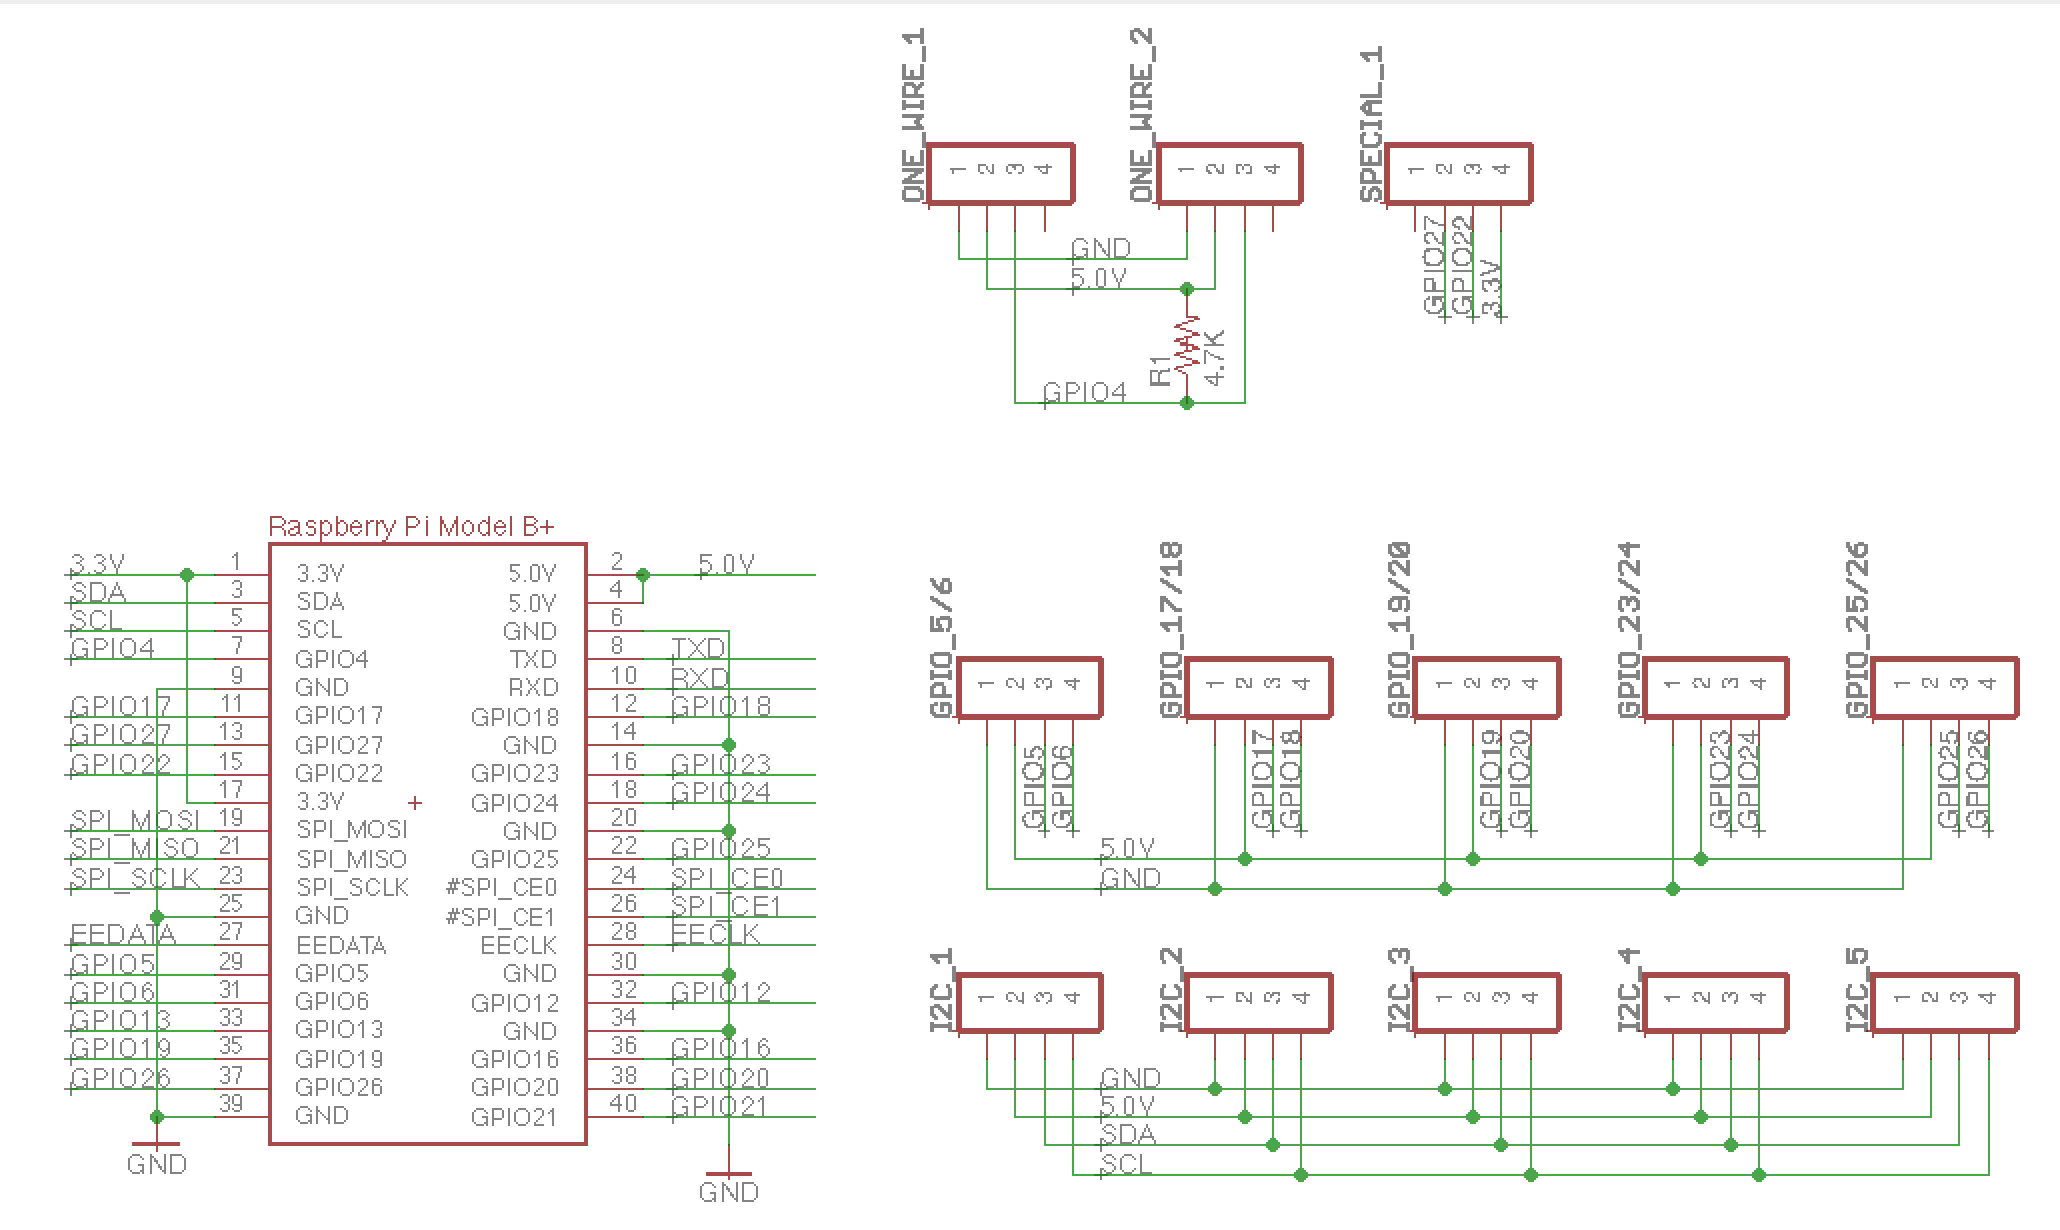 ONE_WIRE_1
ONE_WIRE_2
SPECIAL_1
1 2 3 4
1 2 3 4
1 2 3 4
GND
5.0V
GPIO4
R1
4.7K
GPIO27
GPIO22
3.3V
Raspberry Pi Model B+
3.3V 1 3.3V 5.0V 2 5.0V
SDA 3 SDA 5.0V 4
SCL 5 SCL GND 6
GPIO4 7 GPIO4 TXD 8 TXD
9 GND RXD 10 RXD
GPIO17 11 GPIO17 GPIO18 12 GPIO18
GPIO27 13 GPIO27 GND 14
GPIO22 15 GPIO22 GPIO23 16 GPIO23
17 3.3V GPIO24 18 GPIO24
SPI_MOSI 19 SPI_MOSI GND 20
SPI_MISO 21 SPI_MISO GPIO25 22 GPIO25
SPI_SCLK 23 SPI_SCLK #SPI_CE0 24 SPI_CE0
25 GND #SPI_CE1 26 SPI_CE1
EEDATA 27 EEDATA EECLK 28 EECLK
GPIO5 29 GPIO5 GND 30
GPIO6 31 GPIO6 GPIO12 32 GPIO12
GPIO13 33 GPIO13 GND 34
GPIO19 35 GPIO19 GPIO16 36 GPIO16
GPIO26 37 GPIO26 GPIO20 38 GPIO20
39 GND GPIO21 40 GPIO21
GND
GND
GPIO_5/6
GPIO_17/18
GPIO_19/20
GPIO_23/24
GPIO_25/26
1 2 3 4
1 2 3 4
1 2 3 4
1 2 3 4
1 2 3 4
GPIO5
GPIO6
GPIO17
GPIO18
GPIO19
GPIO20
GPIO23
GPIO24
GPIO25
GPIO26
5.0V
GND
I2C_1
I2C_2
I2C_3
I2C_4
I2C_5
1 2 3 4
1 2 3 4
1 2 3 4
1 2 3 4
1 2 3 4
GND
5.0V
SDA
SCL